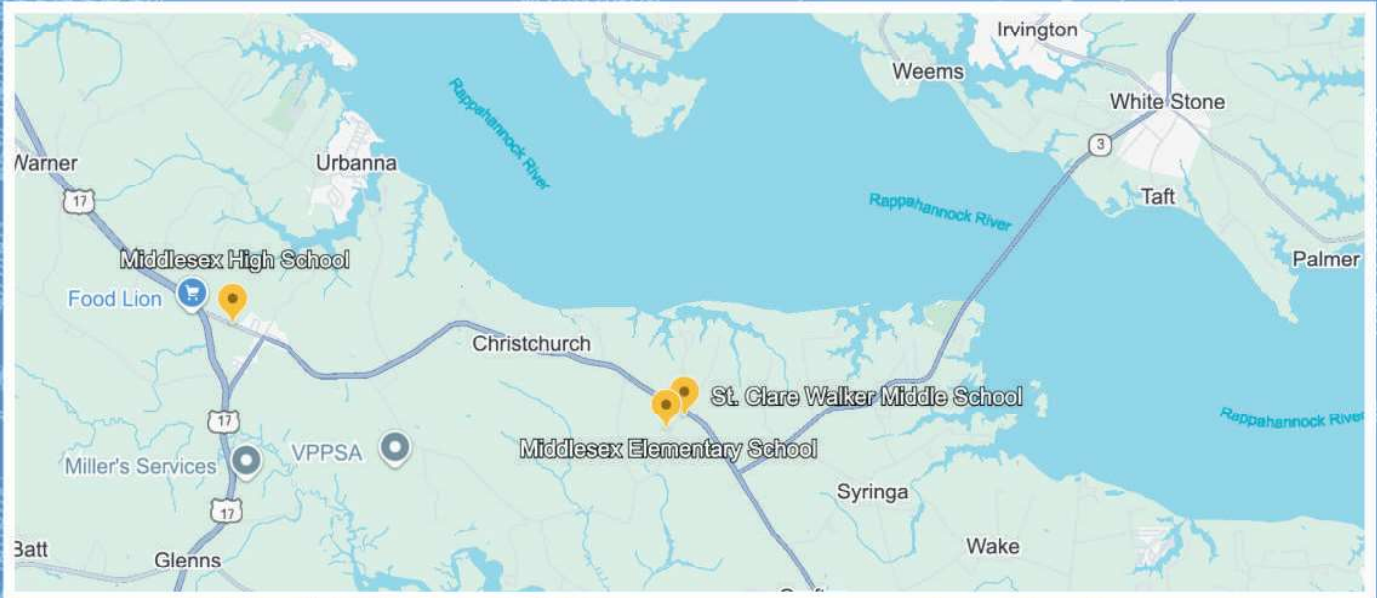 Irvington
Weems
White Stone
Rappahannock River
3
Warner
Urbanna
17
Taft
Rappahannock River
Middlesex High School
Palmer
Food Lion
Christchurch
St. Clare Walker Middle School
Rappahannock River
17
Middlesex Elementary School
VPPSA
Miller's Services
Syringa
17
Batt
Glenns
Wake